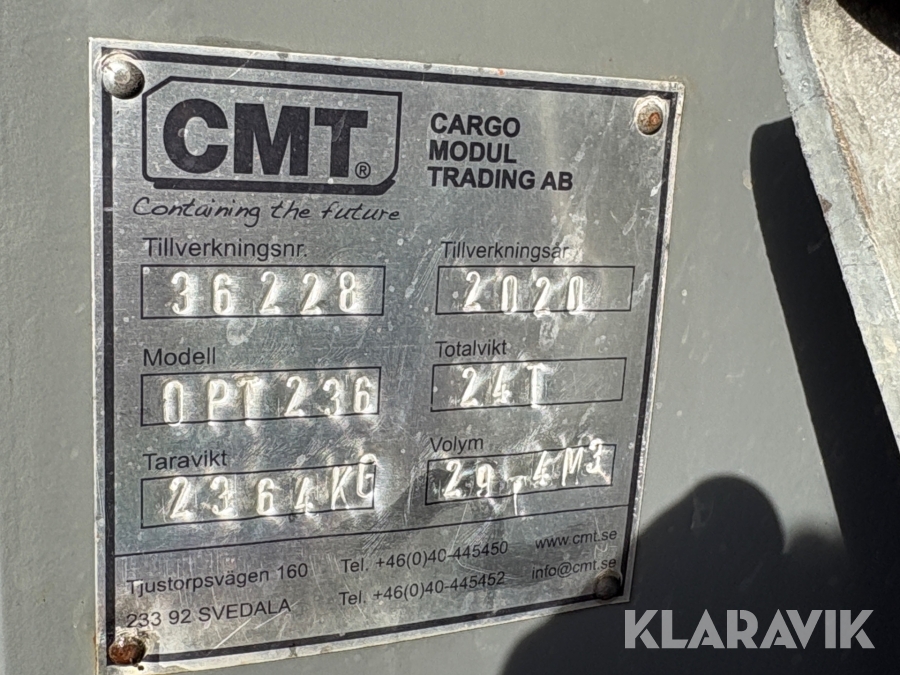 CMT®
CARGO
MODUL
TRADING AB
Containing the future
Tillverkningsnr.
36228
Tillverkningsår
2020
Modell
OPT236
Totalvikt
24T
Taravikt
2364KG
Volym
29,4M3
Tjustorpsvägen 160
233 92 SVEDALA
Tel. +46(0)40-445450
Tel. +46(0)40-445452
www.cmt.se
info@cmt.se
KLARAVIK